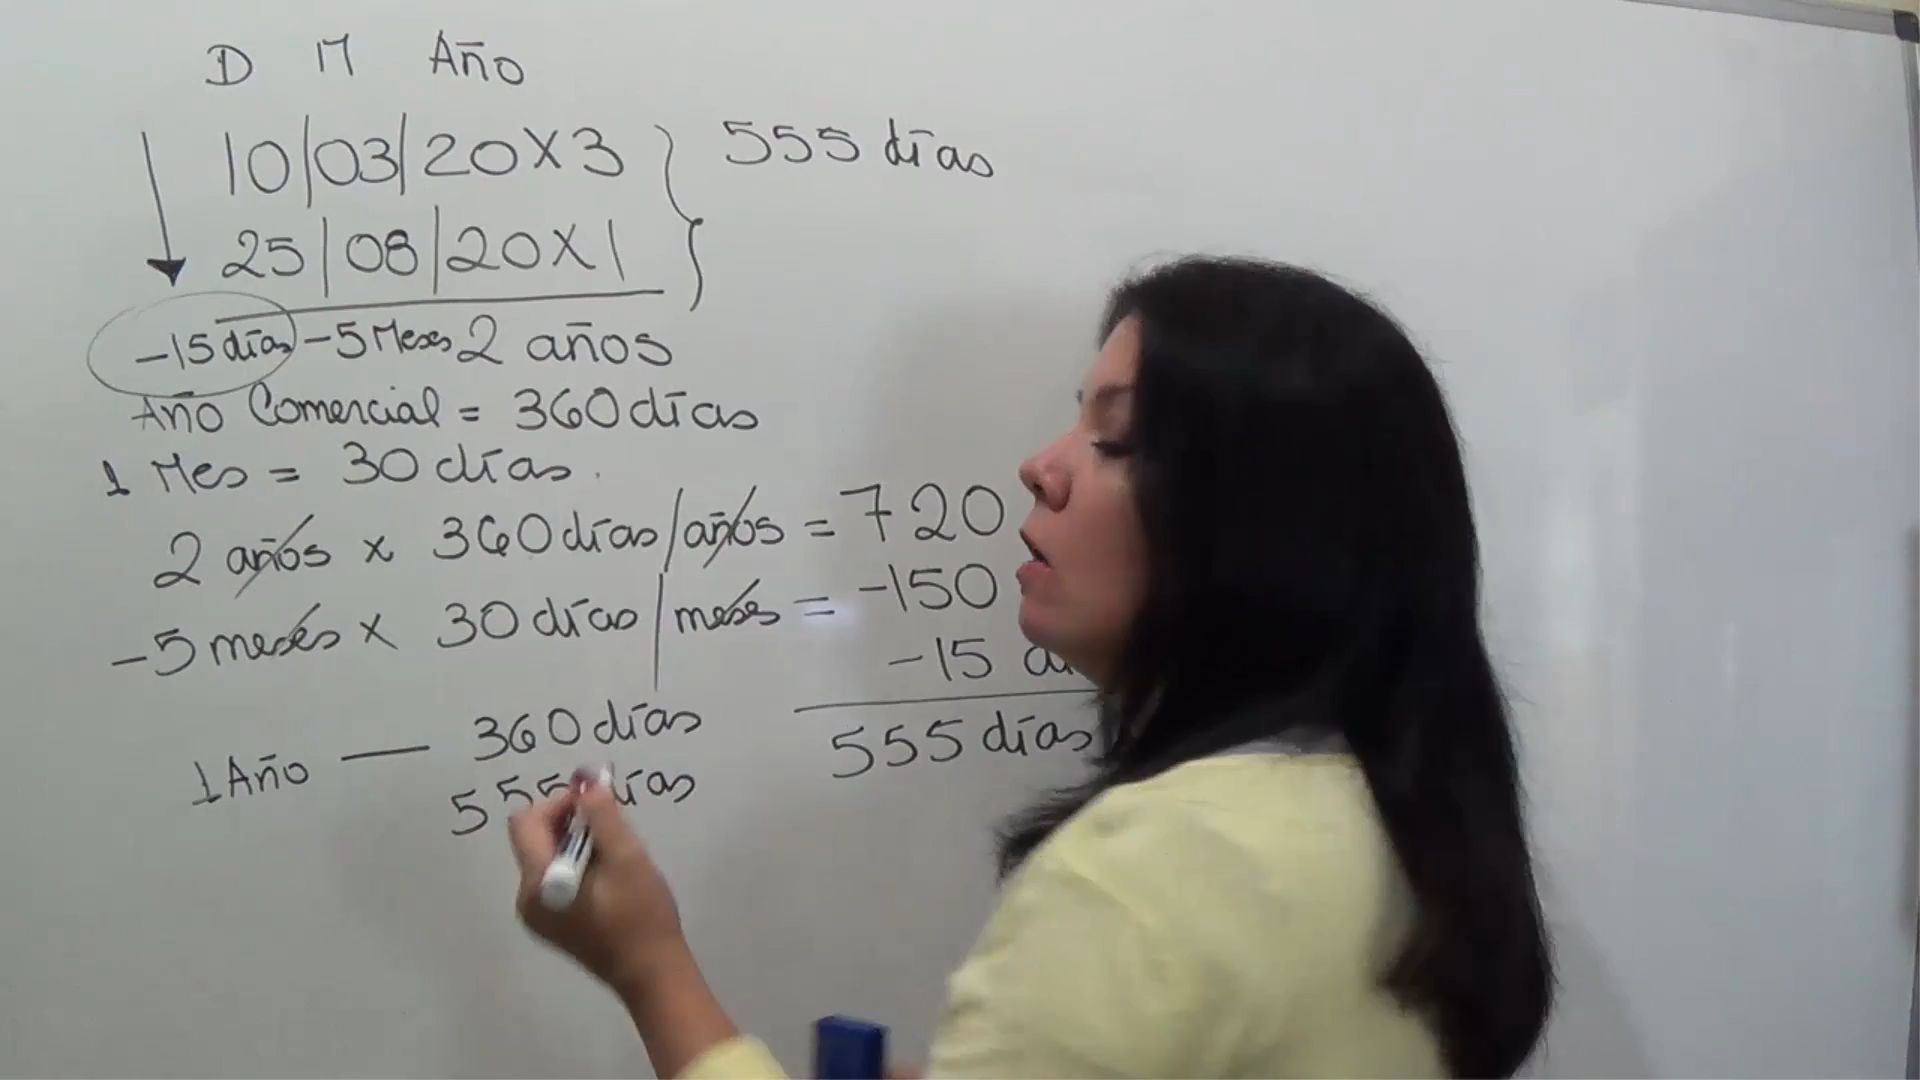 D M Año
10/03/20X3 } 555 días
25/08/20X1
-15 días -5 Meses 2 años
Año Comercial = 360 días
1 Mes = 30 días.
2 años x 360 días/años = 720
-5 meses x 30 días/meses = -150
-15
1 Año — 360 días
555 días
555 días